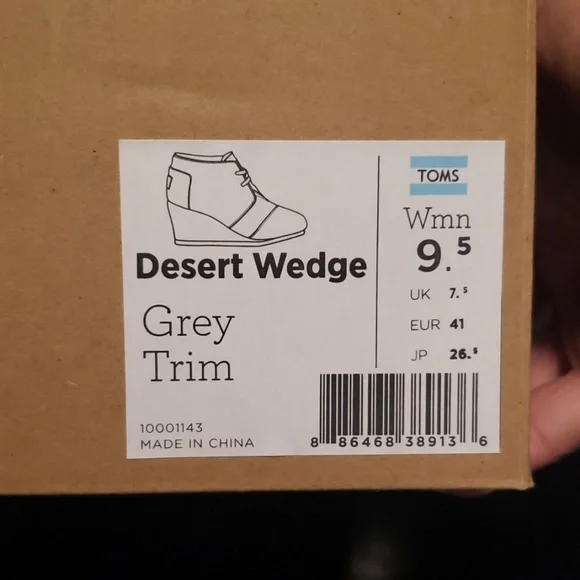 Desert Wedge
Grey
Trim
10001143
MADE IN CHINA
TOMS
Wmn
9.5
UK 7.5
EUR 41
JP 26.5
8 86468 38913 6